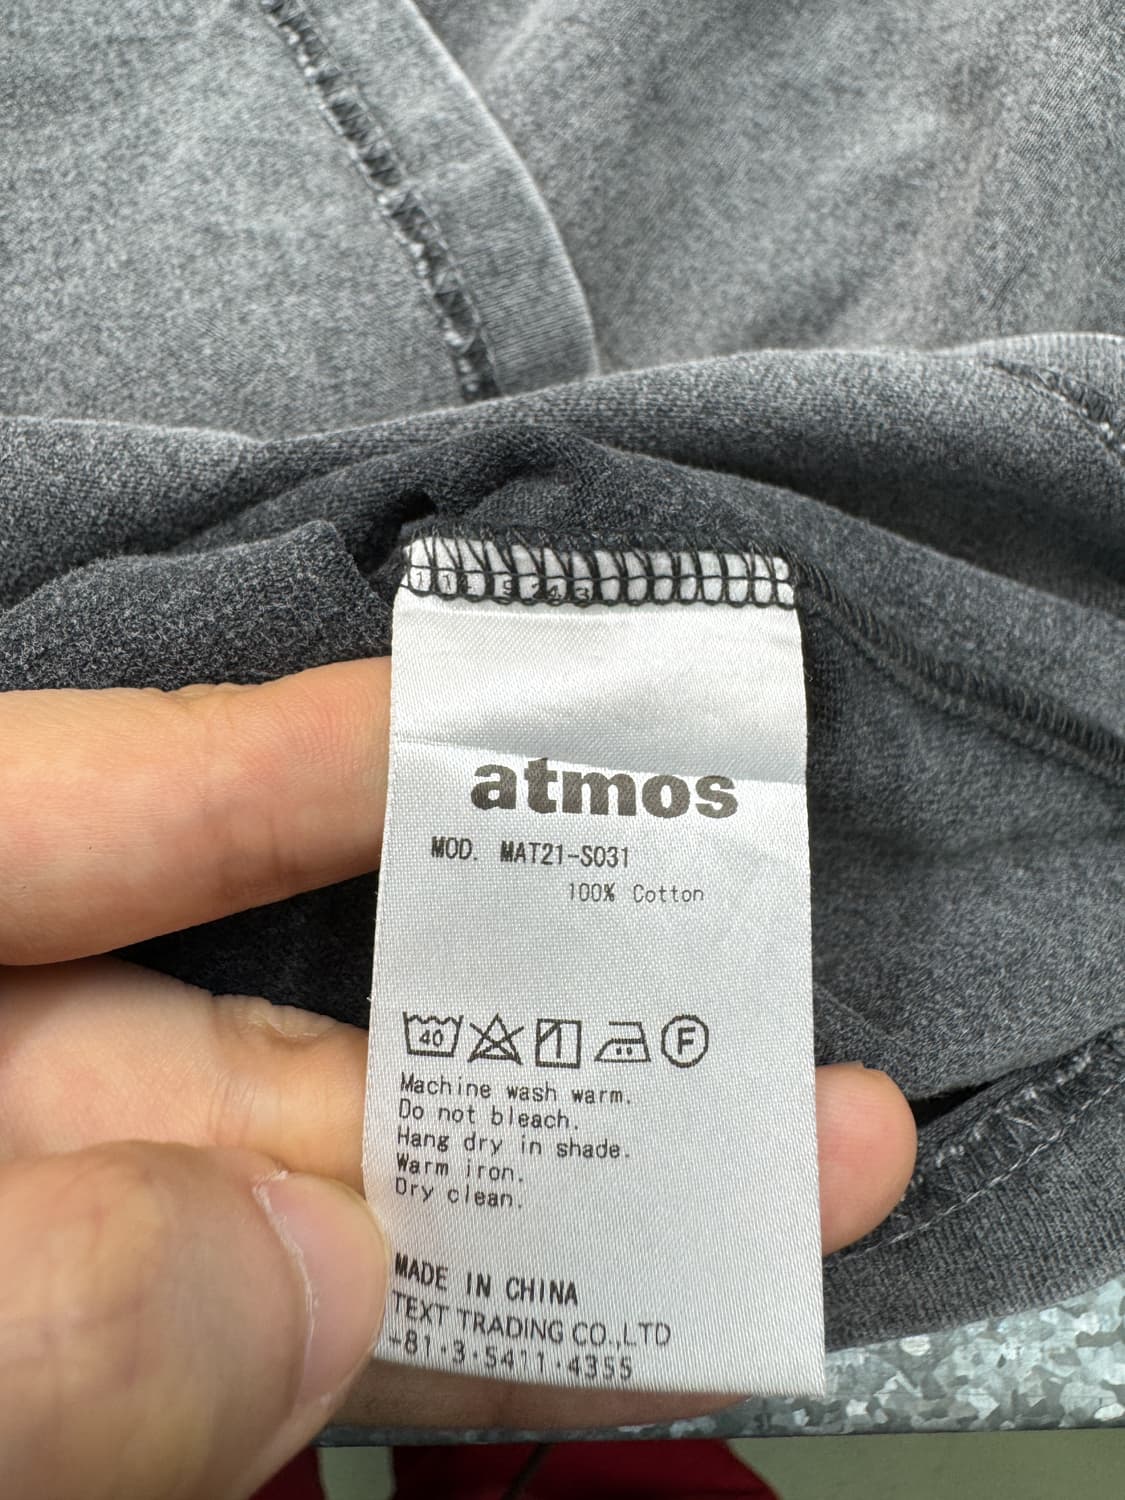 atmos
MOD. MAT21-S031
100% Cotton
40 F
Machine wash warm.
Do not bleach.
Hang dry in shade.
Warm iron.
Dry clean.
MADE IN CHINA
TEXT TRADING CO.,LTD
+81·3·5411·4355